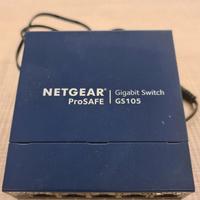 NETGEAR®
ProSAFE
Gigabit Switch
GS105